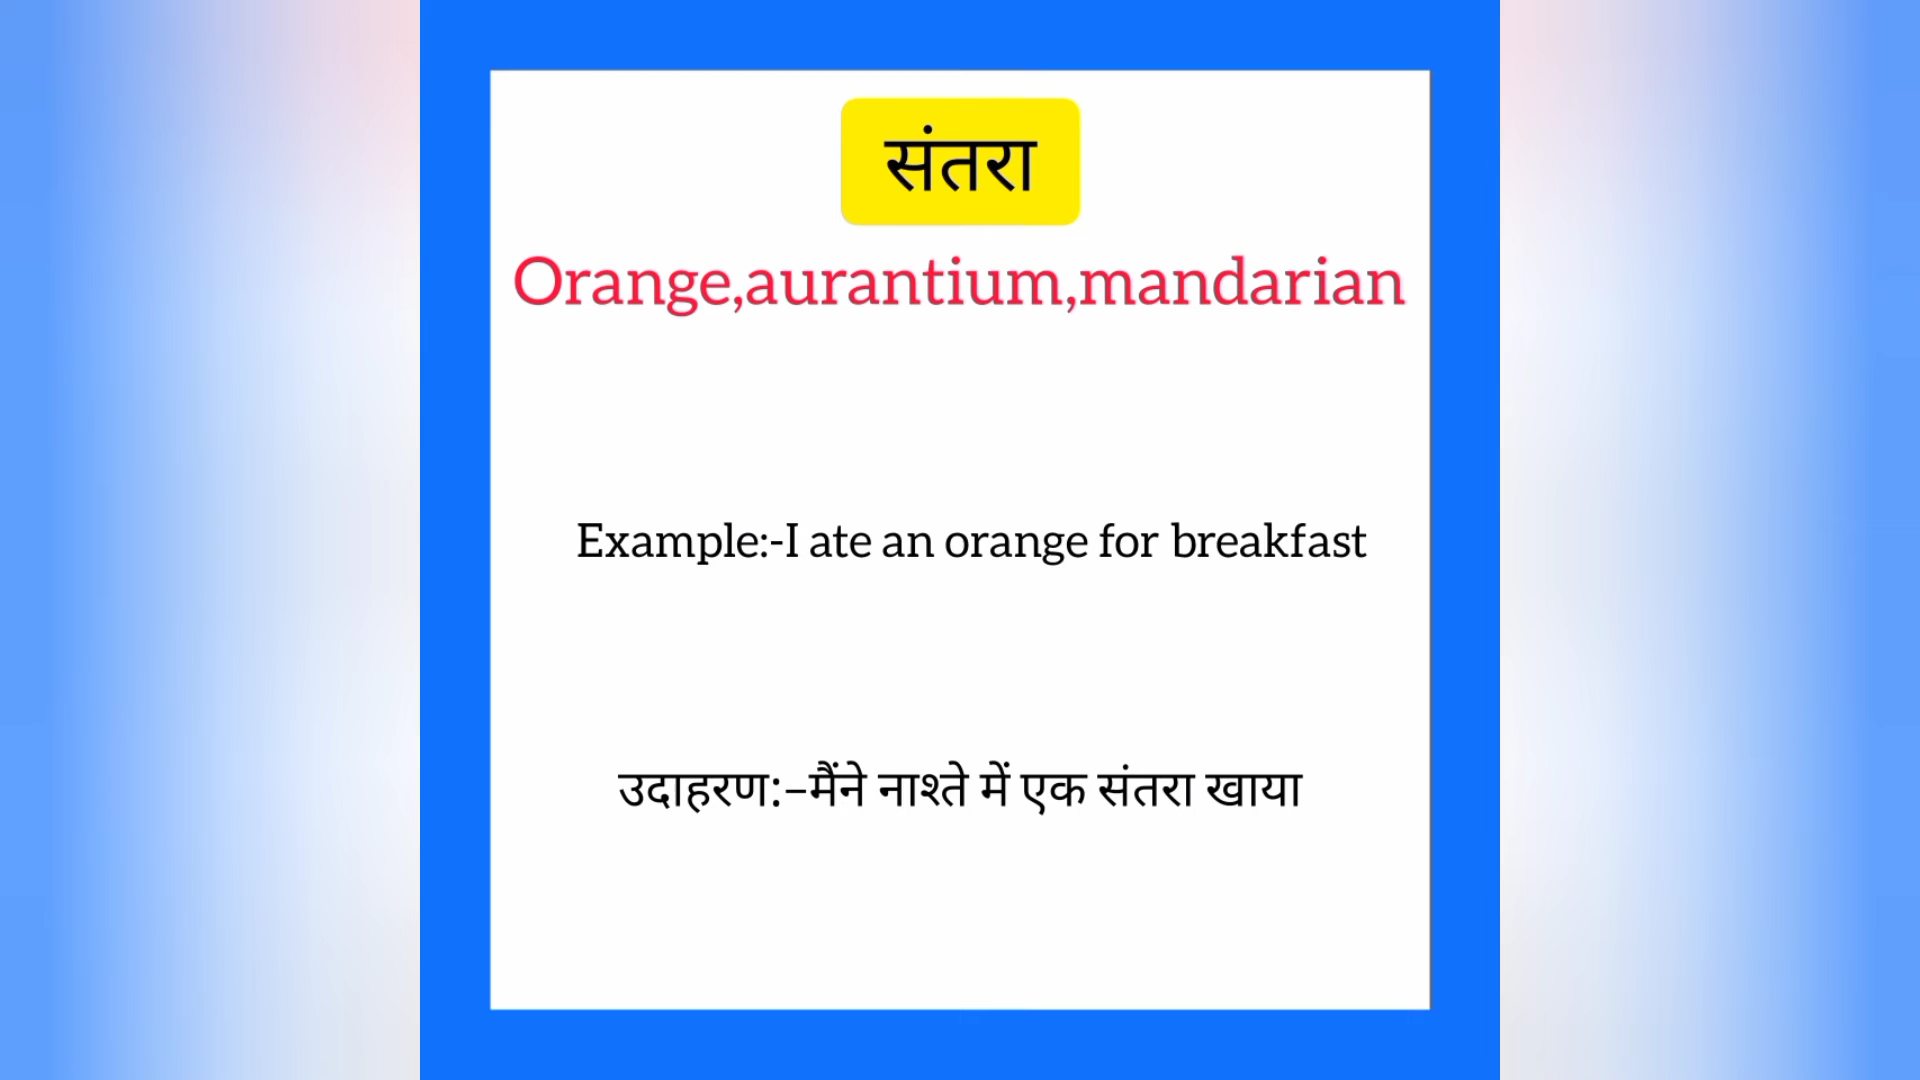 संतरा
Orange,aurantium,mandarian
Example:-I ate an orange for breakfast
उदाहरण:–मैंने नाश्ते में एक संतरा खाया